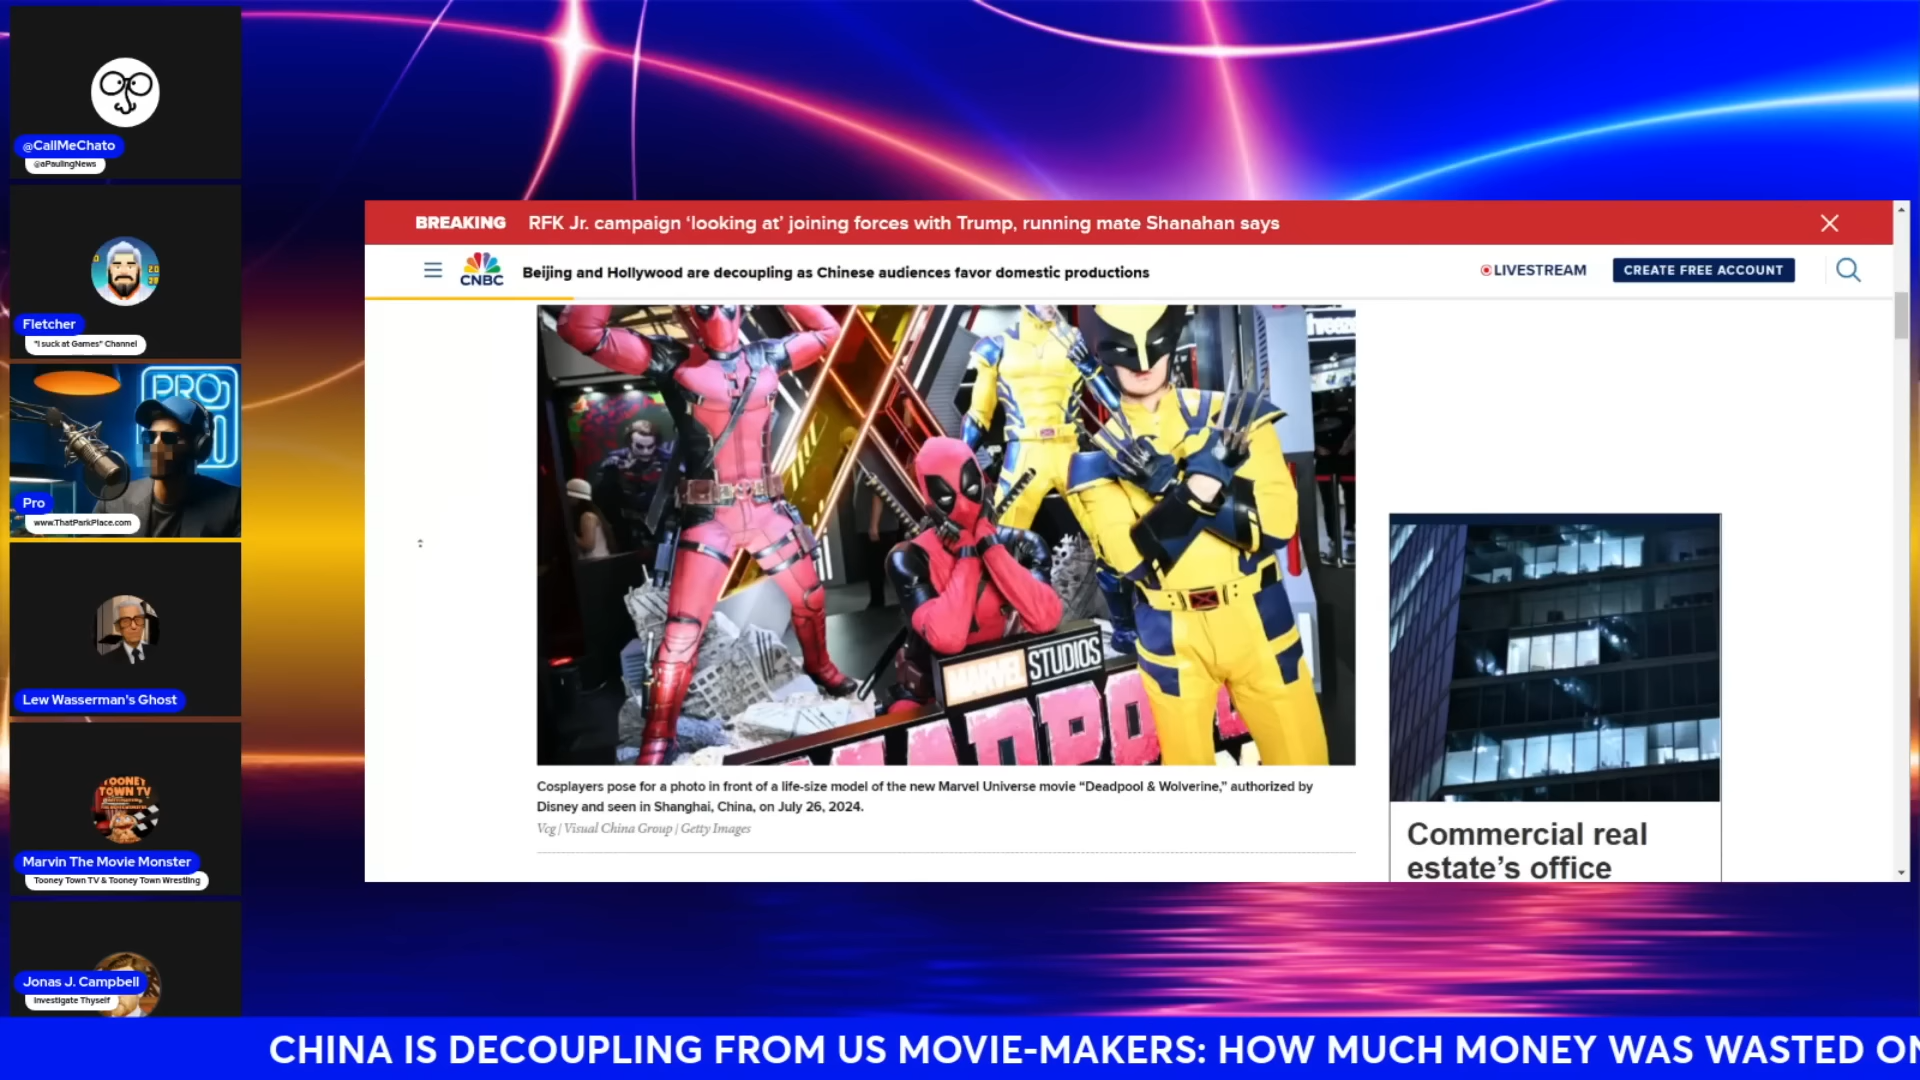 @CallMeChato
@aPaulingNews
Fletcher
"I suck at Games" Channel
PRO
Pro
www.ThatParkPlace.com
Lew Wasserman's Ghost
TOONEY
TOWN TV
Marvin The Movie Monster
Tooney Town TV & Tooney Town Wrestling
Jonas J. Campbell
Investigate Thyself
BREAKING RFK Jr. campaign ‘looking at’ joining forces with Trump, running mate Shanahan says
CNBC
Beijing and Hollywood are decoupling as Chinese audiences favor domestic productions
LIVESTREAM
CREATE FREE ACCOUNT
MARVEL STUDIOS
Cosplayers pose for a photo in front of a life-size model of the new Marvel Universe movie “Deadpool & Wolverine,” authorized by
Disney and seen in Shanghai, China, on July 26, 2024.
Vcg | Visual China Group | Getty Images
Commercial real
estate’s office
CHINA IS DECOUPLING FROM US MOVIE-MAKERS: HOW MUCH MONEY WAS WASTED ON